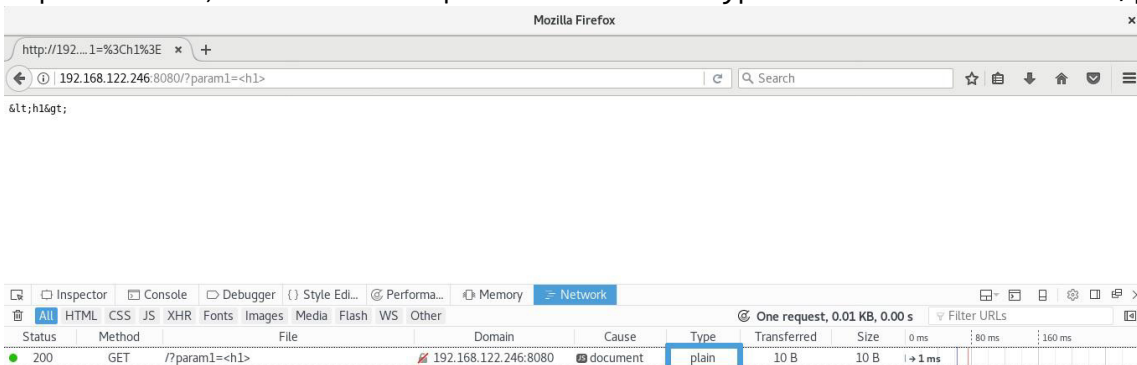 Mozilla Firefox ×
http://192....1=%3Ch1%3E × +
192.168.122.246:8080/?param1=<h1> Search
&lt;h1&gt;
Inspector Console Debugger {} Style Edi... Performa... Memory Network
All HTML CSS JS XHR Fonts Images Media Flash WS Other One request, 0.01 KB, 0.00 s Filter URLs
Status Method File Domain Cause Type Transferred Size 0 ms 80 ms 160 ms
200 GET /?param1=<h1> 192.168.122.246:8080 document plain 10 B 10 B → 1 ms